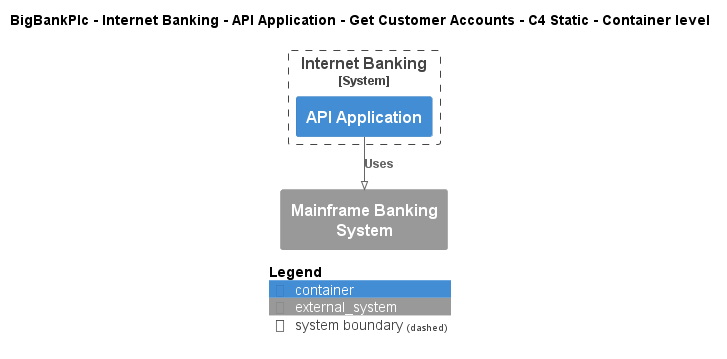 BigBankPlc - Internet Banking - API Application - Get Customer Accounts - C4 Static - Container level
Internet Banking
[System]
API Application
Uses
Mainframe Banking
System
Legend
container
external_system
system boundary (dashed)